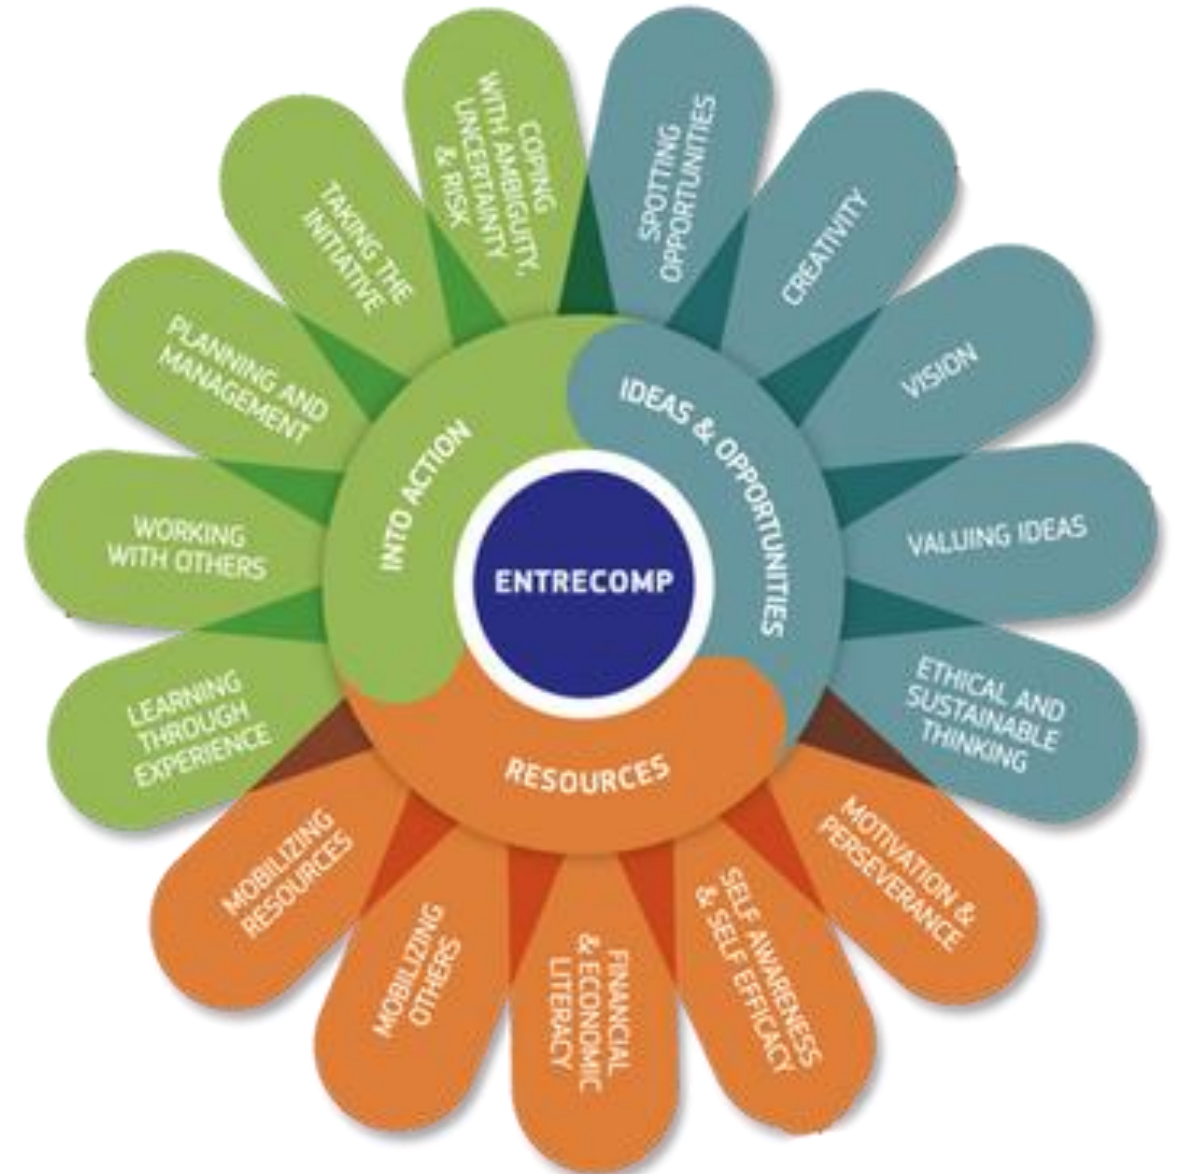 ENTRECOMP
IDEAS & OPPORTUNITIES
SPOTTING
OPPORTUNITIES
CREATIVITY
VISION
VALUING IDEAS
ETHICAL AND
SUSTAINABLE
THINKING
RESOURCES
MOTIVATION &
PERSEVERANCE
SELF AWARENESS
& SELF EFFICACY
FINANCIAL
& ECONOMIC
LITERACY
MOBILIZING
OTHERS
MOBILIZING
RESOURCES
INTO ACTION
LEARNING
THROUGH
EXPERIENCE
WORKING
WITH OTHERS
PLANNING AND
MANAGEMENT
TAKING THE
INITIATIVE
COPING
WITH AMBIGUITY,
UNCERTAINTY
& RISK